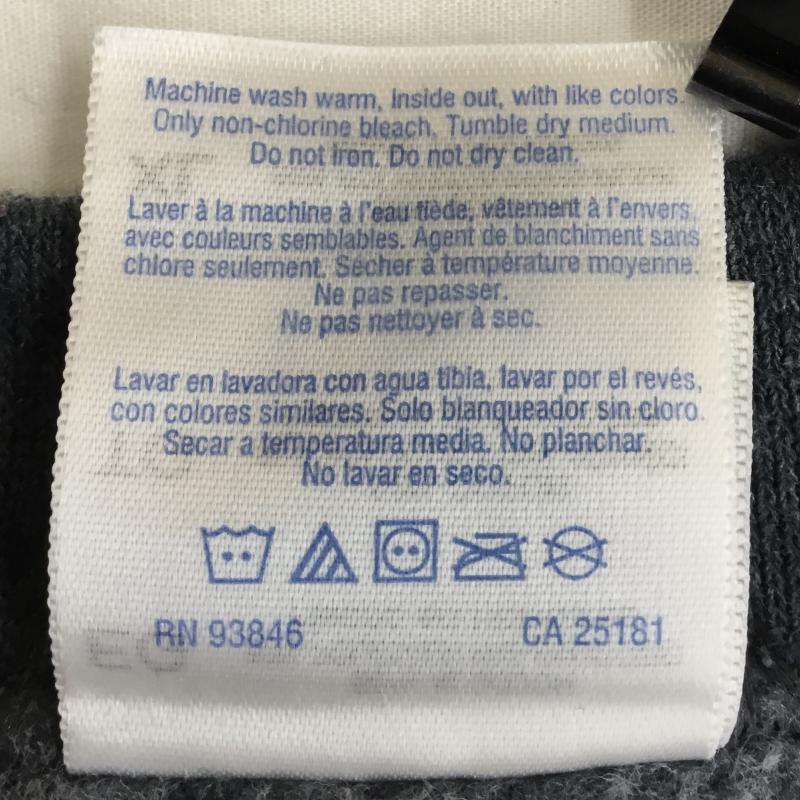 Machine wash warm, Inside out, with like colors.
Only non-chlorine bleach. Tumble dry medium.
Do not iron. Do not dry clean.
Laver à la machine à l'eau tiède, vêtement à l'envers,
avec couleurs semblables. Agent de blanchiment sans
chlore seulement. Sécher à température moyenne.
Ne pas repasser.
Ne pas nettoyer à sec.
Lavar en lavadora con agua tibia, lavar por el revés,
con colores similares. Solo blanqueador sin cloro.
Secar a temperatura media. No planchar.
No lavar en seco.
RN 93846 CA 25181